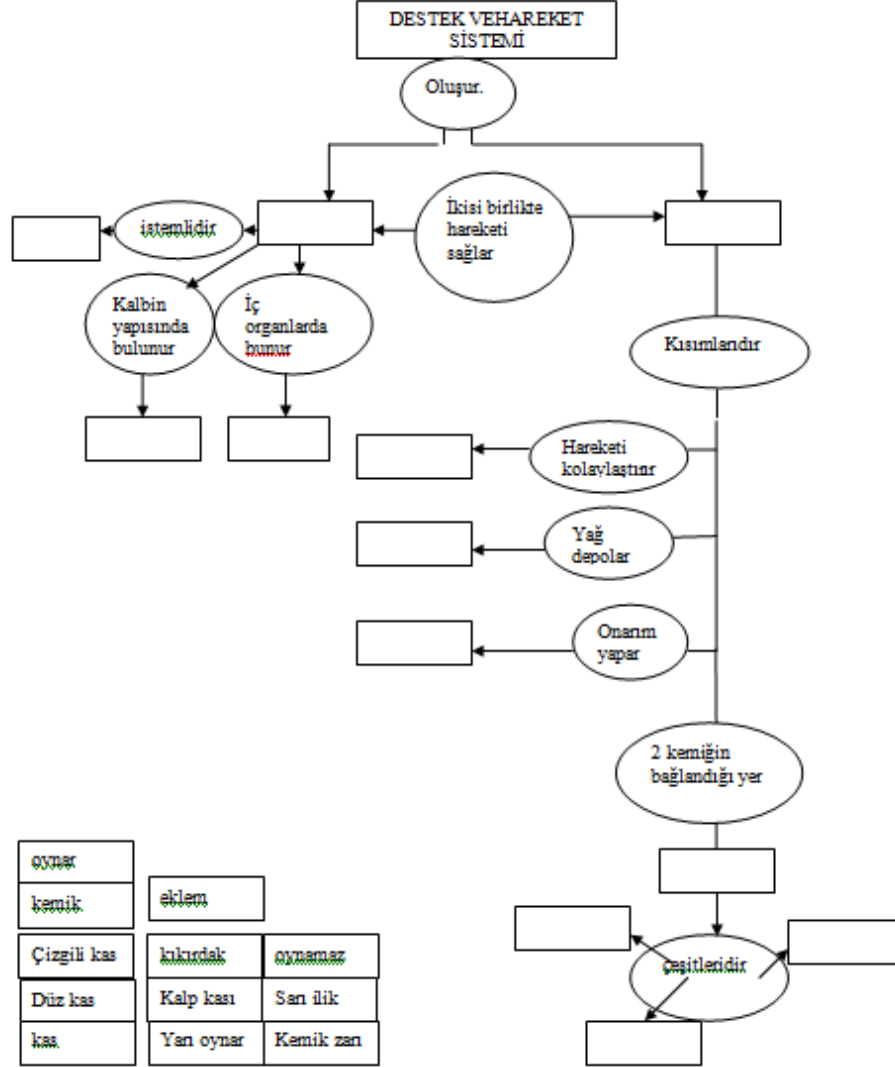 DESTEK VEHAREKET
SİSTEMİ
Oluşur.
İkisi birlikte
hareketi
sağlar
istemlidir
Kalbin
yapısında
bulunur
İç
organlarda
bunur
Kısımlarıdır
Hareketi
kolaylaştırır
Yağ
depolar
Onarım
yapar
2 kemiğin
bağlandığı yer
çeşitleridir
oynar
kemik
eklem
Çizgili kas
kıkırdak
oynamaz
Düz kas
Kalp kası
Sarı ilik
kas
Yarı oynar
Kemik zarı